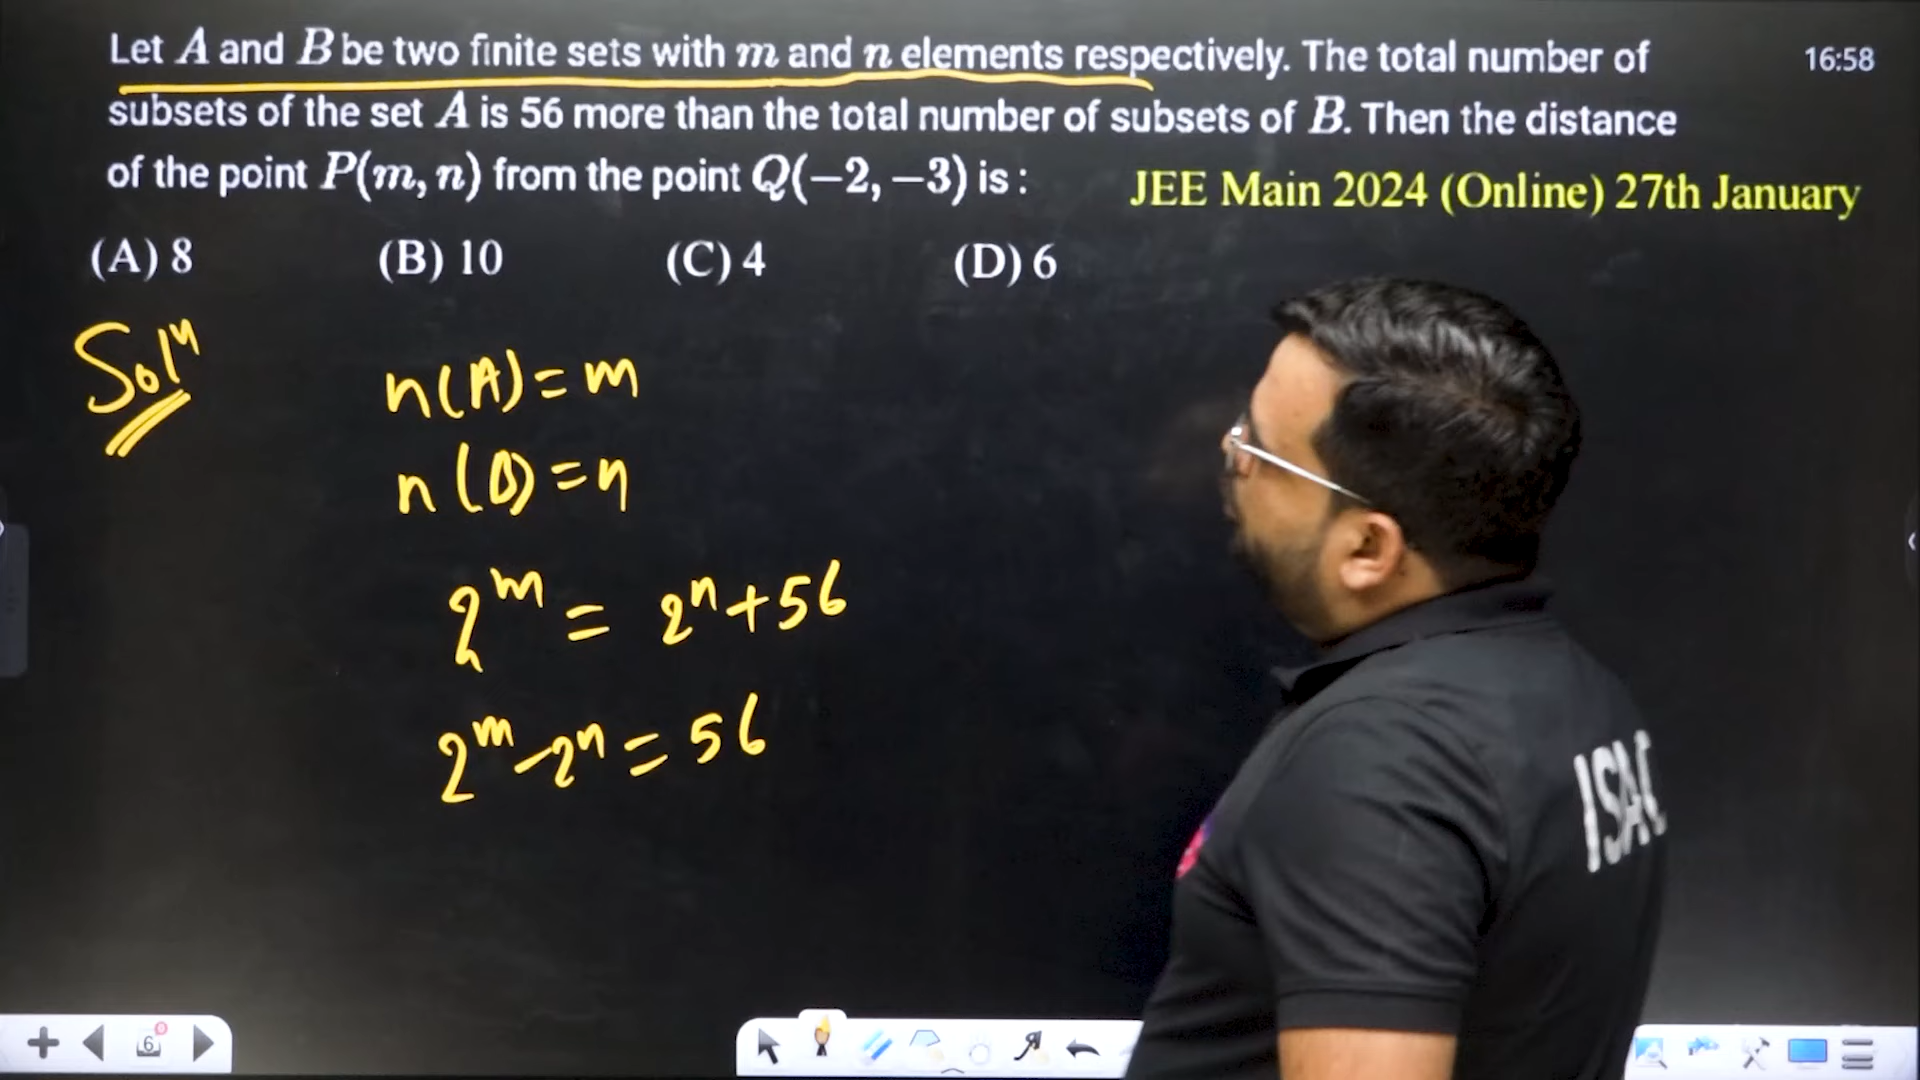 Let A and B be two finite sets with m and n elements respectively. The total number of
16:58
subsets of the set A is 56 more than the total number of subsets of B. Then the distance
of the point P(m, n) from the point Q(−2, −3) is :
JEE Main 2024 (Online) 27th January
(A) 8 (B) 10 (C) 4 (D) 6
Solⁿ
n(A) = m
n(B) = n
2^m = 2^n + 56
2^m - 2^n = 56
6